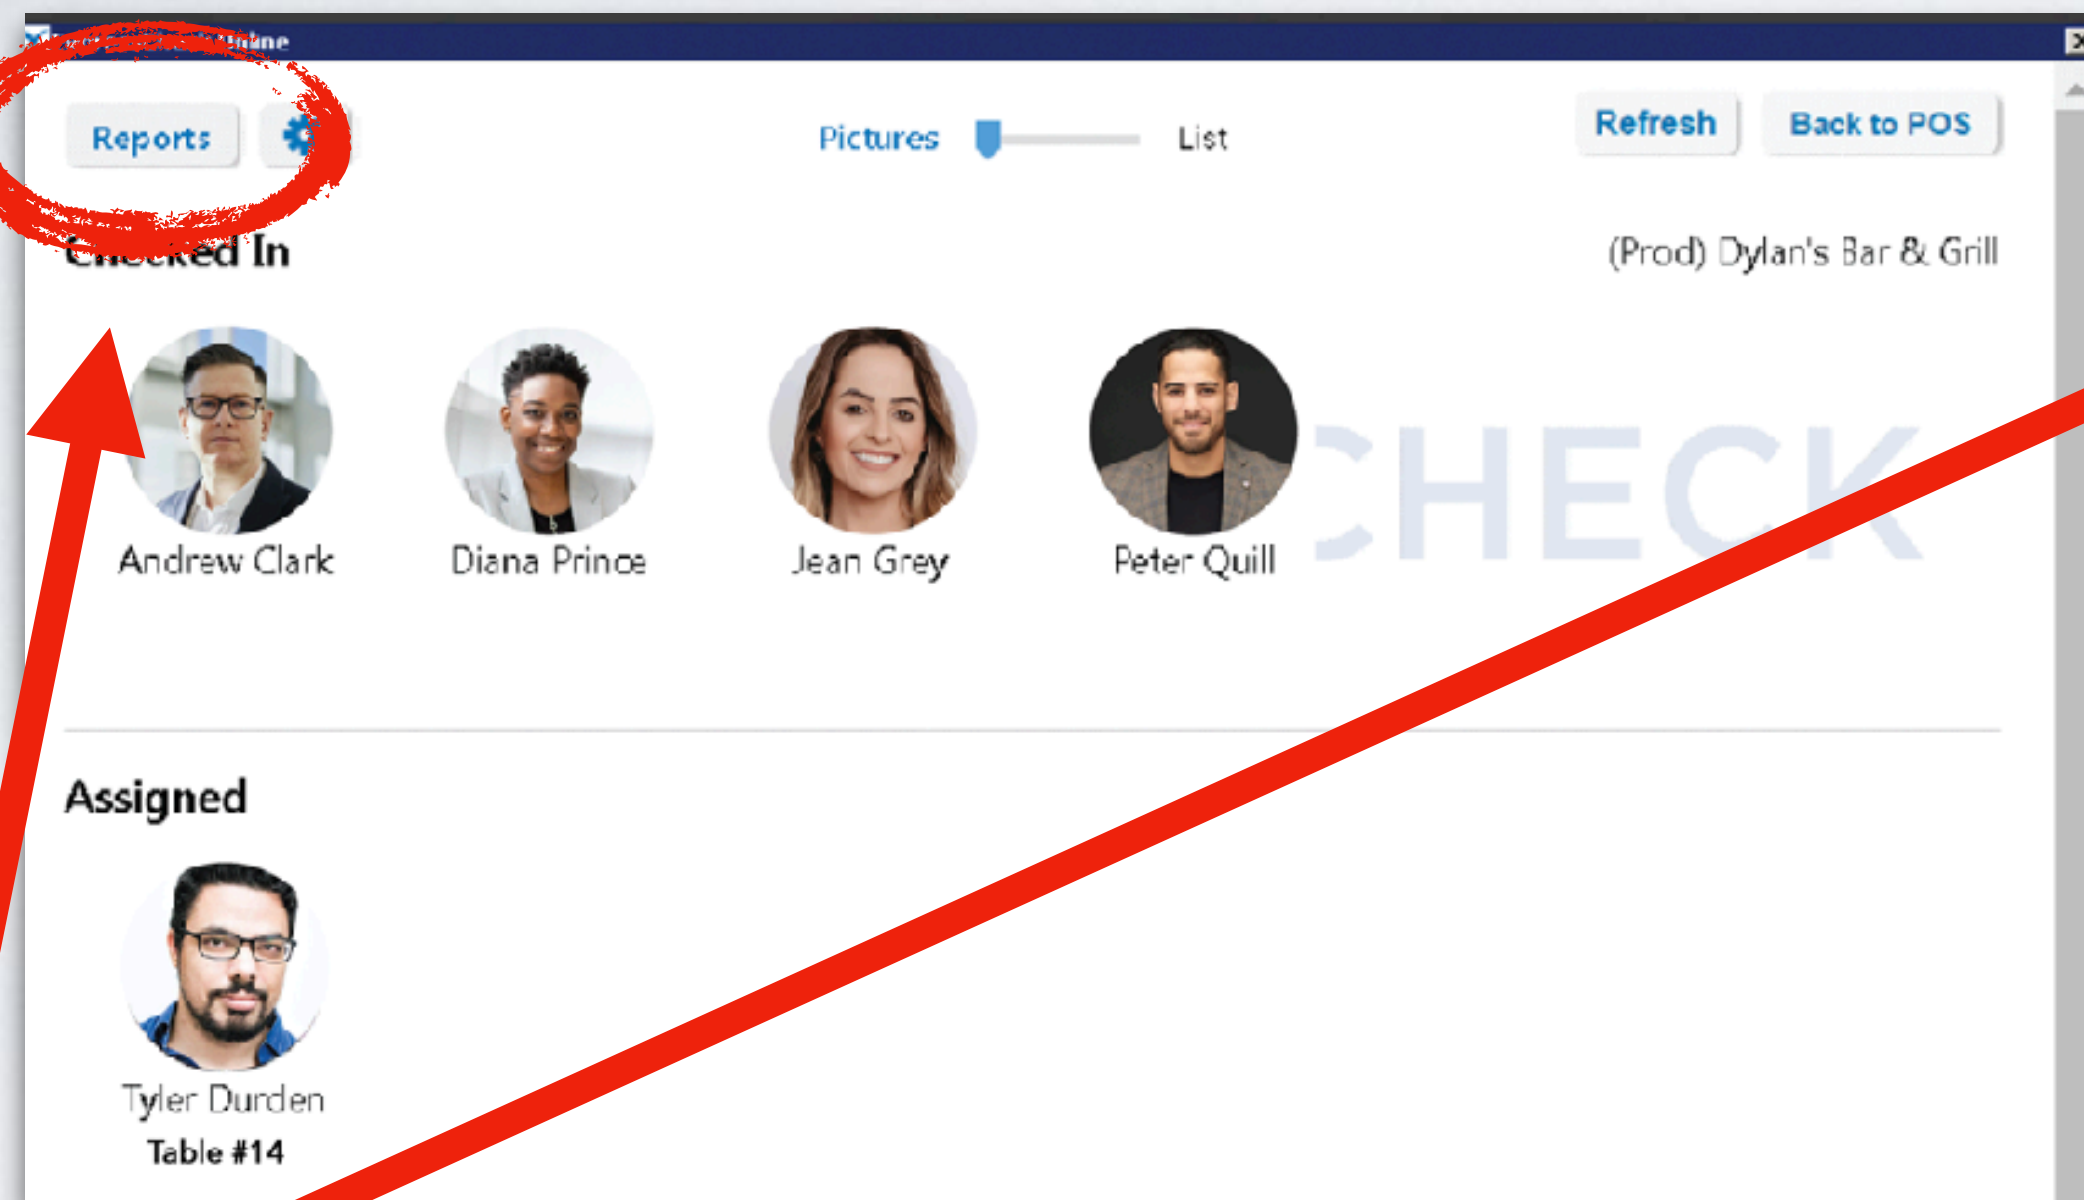 Reports
Pictures List
Refresh Back to POS
Checked In
(Prod) Dylan's Bar & Grill
CHECK
Andrew Clark Diana Prince Jean Grey Peter Quill
Assigned
Tyler Durden
Table #14